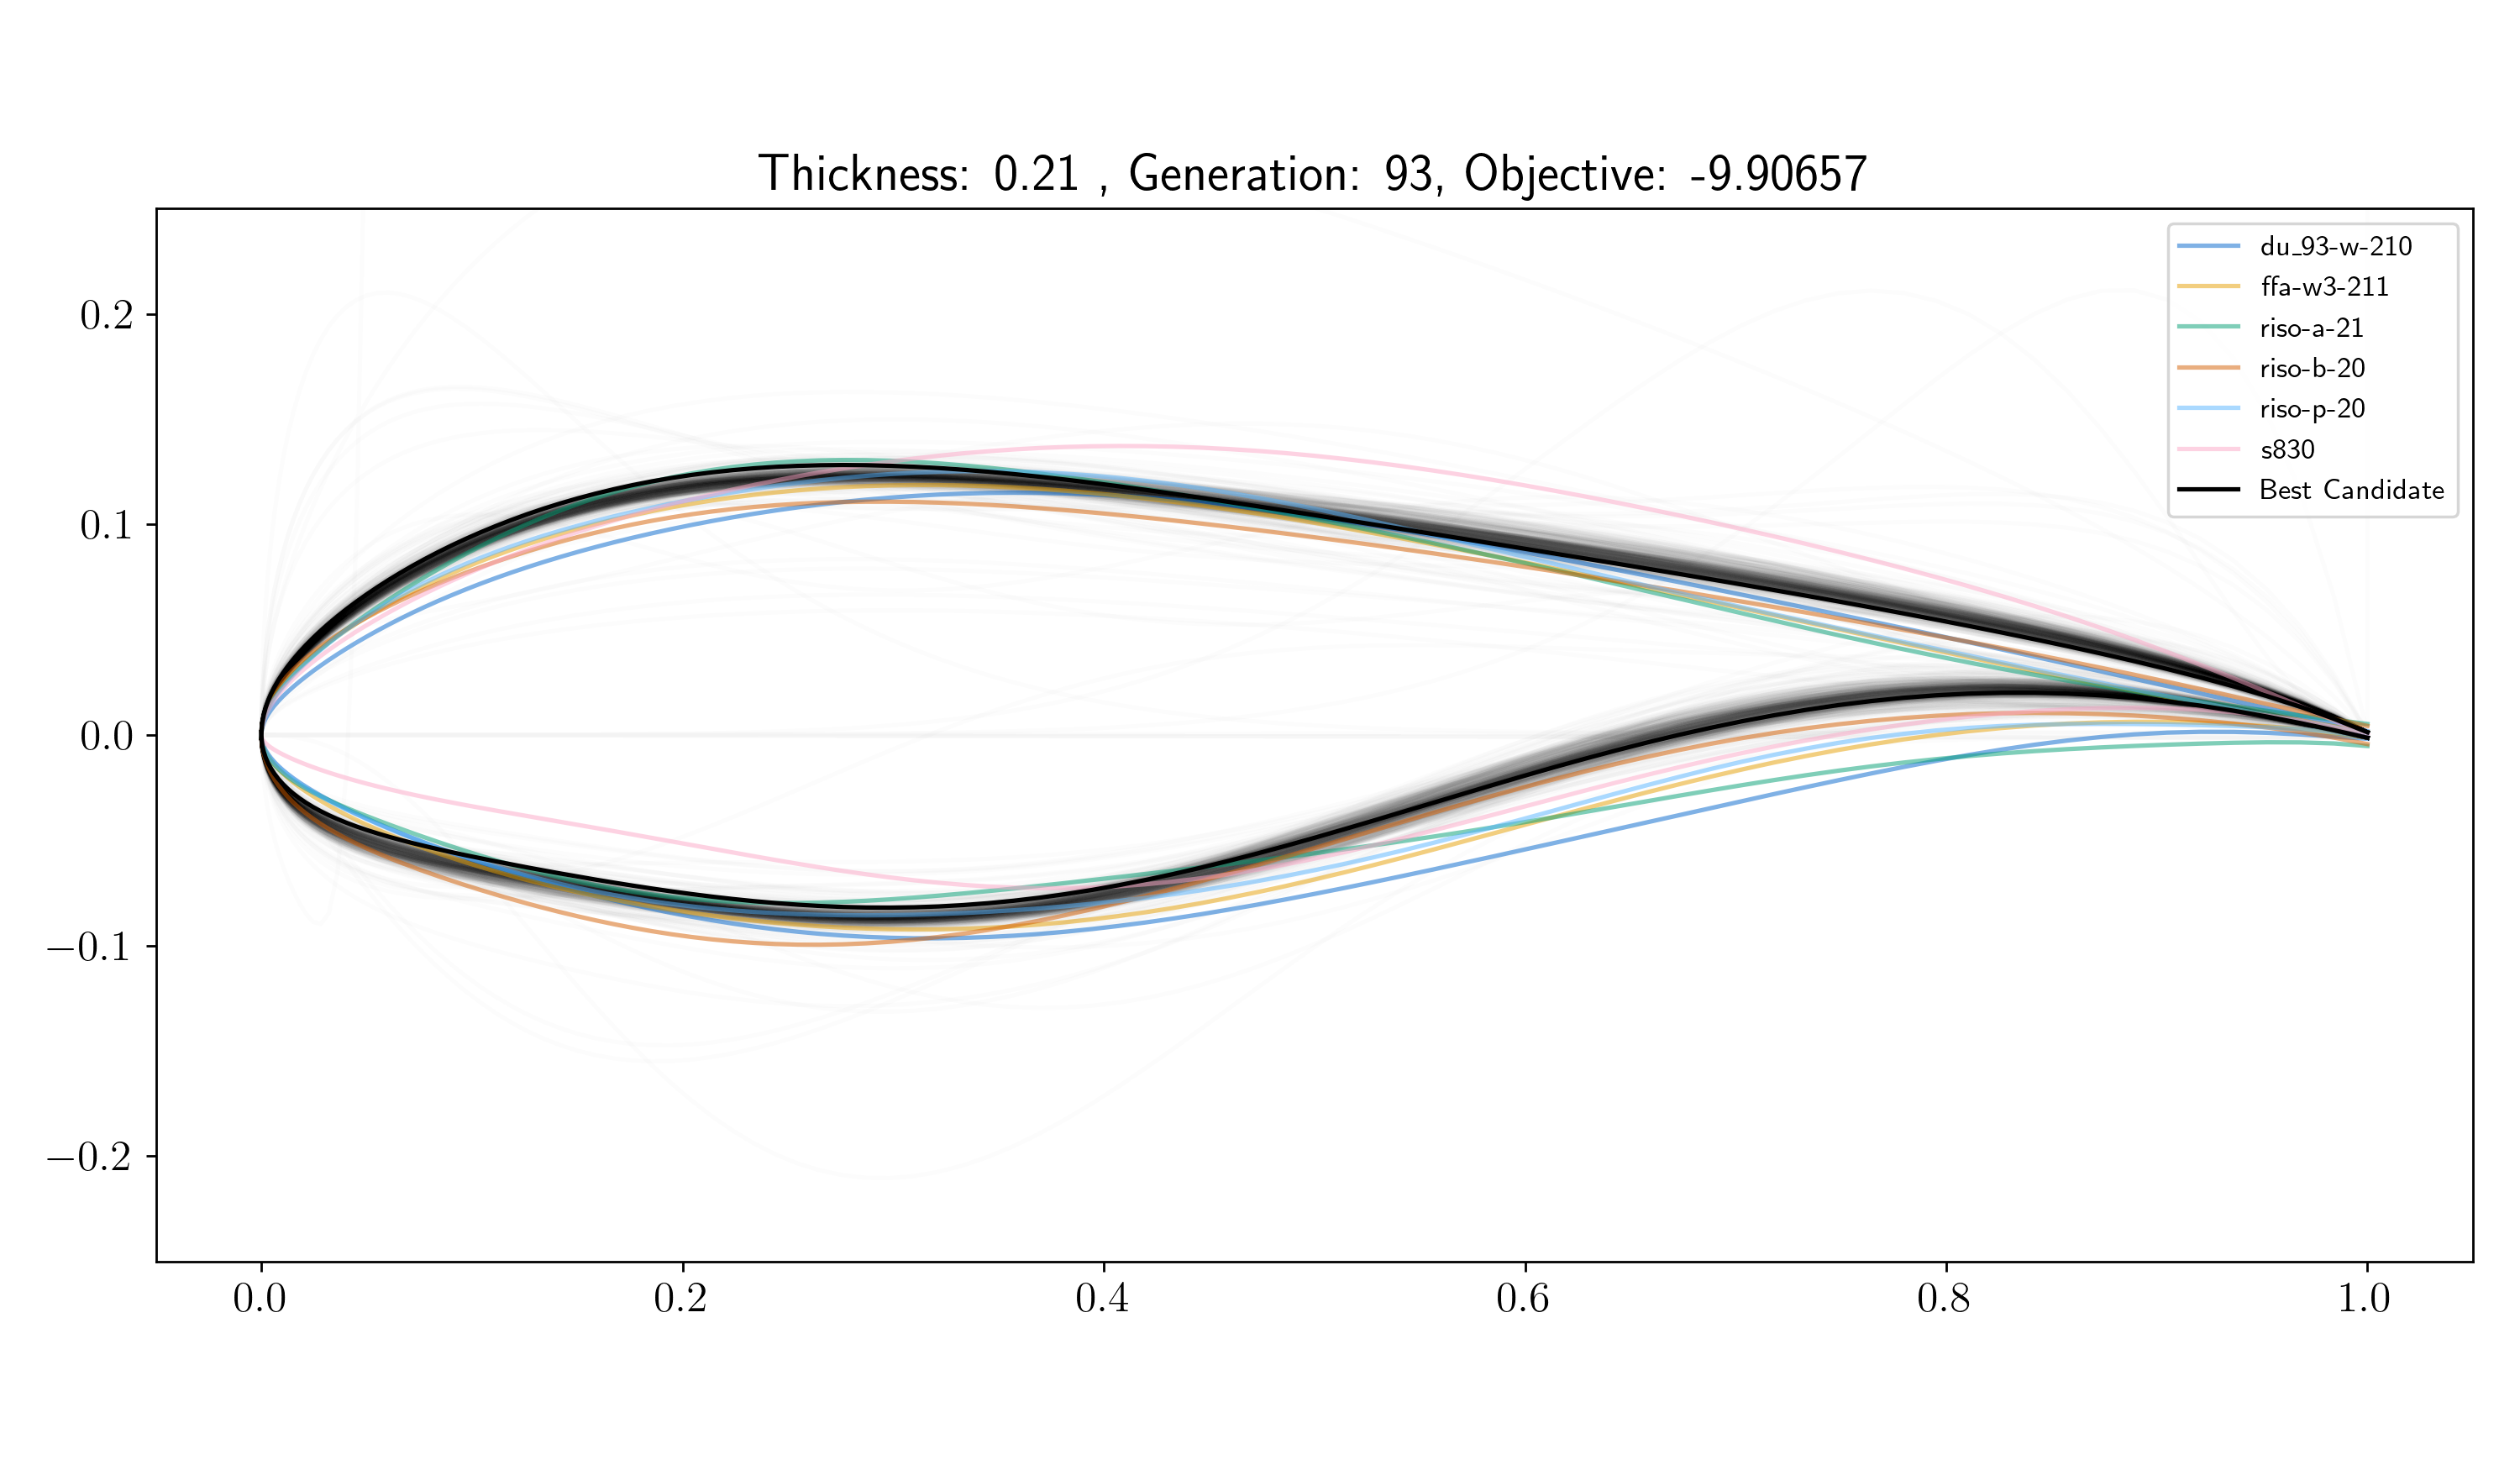 Thickness: 0.21 , Generation: 93, Objective: -9.90657
du_93-w-210
ffa-w3-211
riso-a-21
riso-b-20
riso-p-20
s830
Best Candidate
0.2
0.1
0.0
−0.1
−0.2
0.0 0.2 0.4 0.6 0.8 1.0